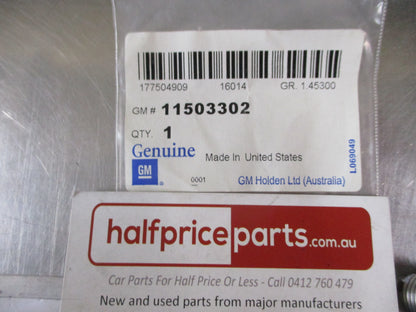 177504909 16014 GR. 1.45300
GM # 11503302
QTY. 1
Genuine Made In United States
GM 0001 GM Holden Ltd (Australia)
L069049
halfpriceparts.com.au
Car Parts For Half Price Or Less - Call 0412 760 479
New and used parts from major manufacturers